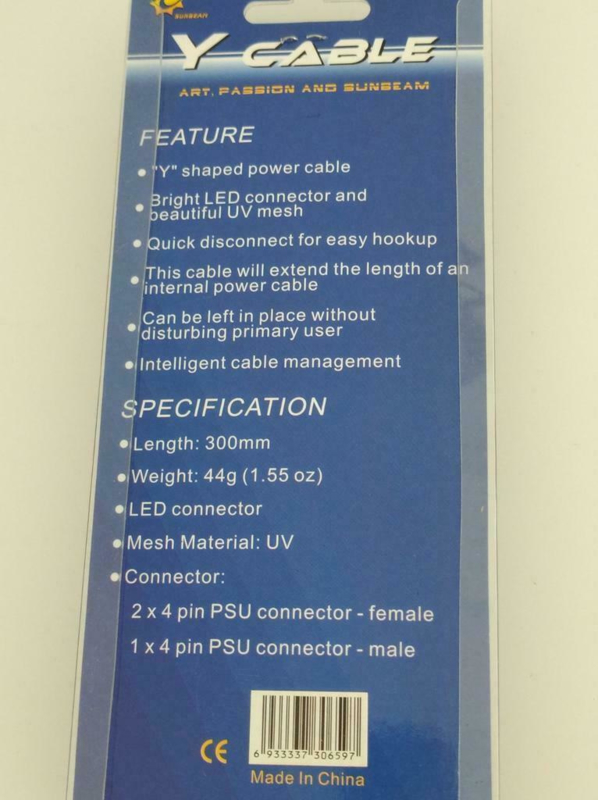 SUNBEAM
Y CABLE
ART, PASSION AND SUNBEAM
FEATURE
• "Y" shaped power cable
• Bright LED connector and
beautiful UV mesh
• Quick disconnect for easy hookup
• This cable will extend the length of an
internal power cable
• Can be left in place without
disturbing primary user
• Intelligent cable management
SPECIFICATION
• Length: 300mm
• Weight: 44g (1.55 oz)
• LED connector
• Mesh Material: UV
• Connector:
2 x 4 pin PSU connector - female
1 x 4 pin PSU connector - male
CE
6 933337 306597
Made In China